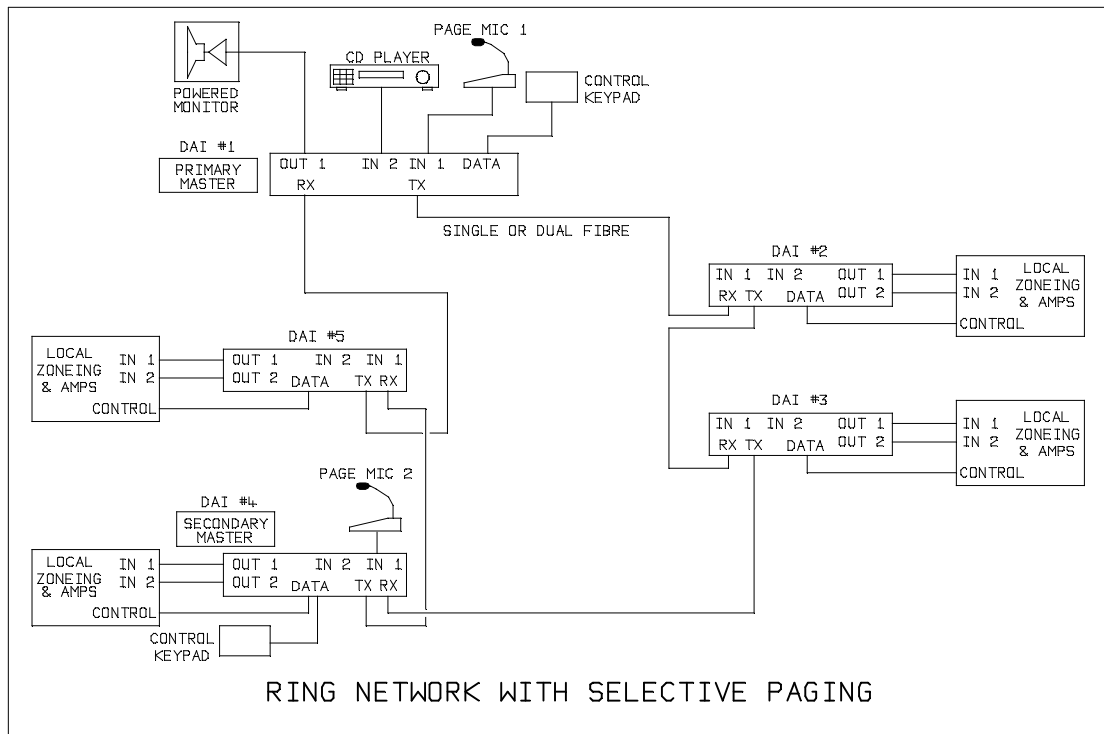 PAGE MIC 1
CD PLAYER
POWERED
MONITOR
CONTROL
KEYPAD
DAI #1
PRIMARY
MASTER
OUT 1 IN 2 IN 1 DATA
RX TX
SINGLE OR DUAL FIBRE
DAI #2
IN 1 IN 2 OUT 1
RX TX DATA OUT 2
IN 1 LOCAL
IN 2 ZONEING
& AMPS
CONTROL
DAI #5
LOCAL IN 1
ZONEING IN 2
& AMPS
CONTROL
OUT 1 IN 2 IN 1
OUT 2 DATA TX RX
DAI #3
IN 1 IN 2 OUT 1
RX TX DATA OUT 2
IN 1 LOCAL
IN 2 ZONEING
& AMPS
CONTROL
PAGE MIC 2
DAI #4
SECONDARY
MASTER
LOCAL IN 1
ZONEING IN 2
& AMPS
CONTROL
OUT 1 IN 2 IN 1
OUT 2 DATA TX RX
CONTROL
KEYPAD
RING NETWORK WITH SELECTIVE PAGING